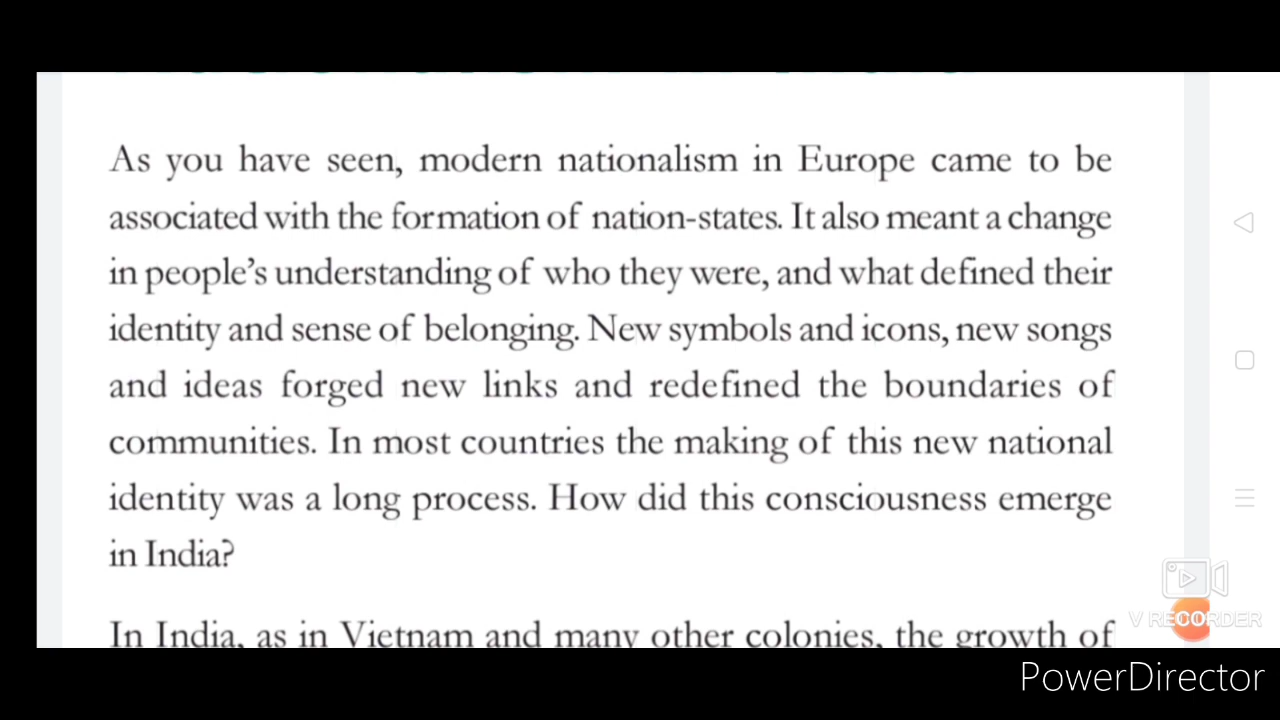 As you have seen, modern nationalism in Europe came to be
associated with the formation of nation-states. It also meant a change
in people's understanding of who they were, and what defined their
identity and sense of belonging. New symbols and icons, new songs
and ideas forged new links and redefined the boundaries of
communities. In most countries the making of this new national
identity was a long process. How did this consciousness emerge
in India?
In India, as in Vietnam and many other colonies, the growth of
V RECORDER
PowerDirector